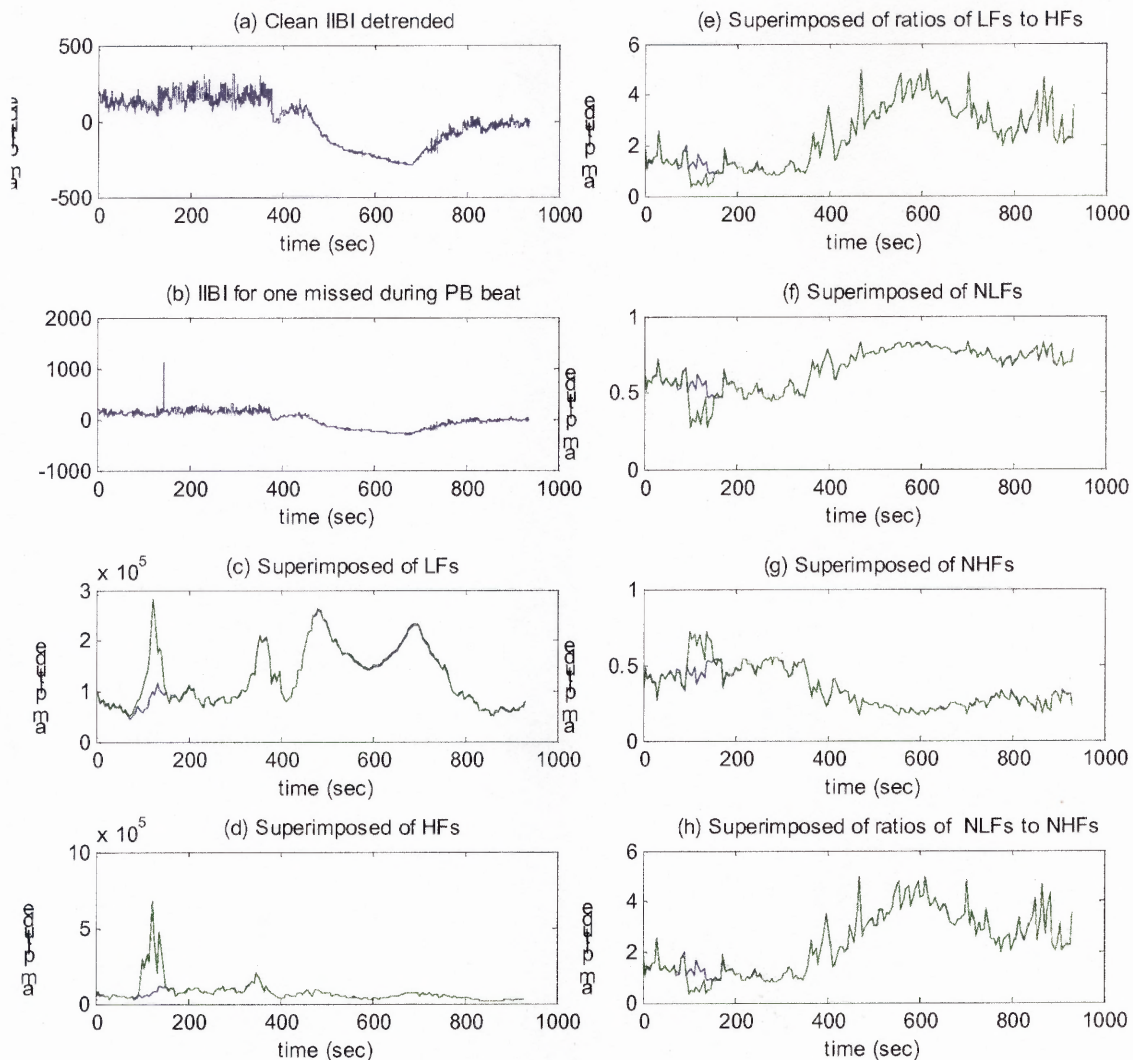 (a) Clean IIBI detrended
500
0
-500
0 200 400 600 800 1000
time (sec)
(b) IIBI for one missed during PB beat
2000
1000
0
-1000
0 200 400 600 800 1000
time (sec)
x 10^5
(c) Superimposed of LFs
3
2
1
0
0 200 400 600 800 1000
time (sec)
x 10^5
(d) Superimposed of HFs
10
5
0
0 200 400 600 800 1000
time (sec)
(e) Superimposed of ratios of LFs to HFs
6
4
2
0
0 200 400 600 800 1000
time (sec)
(f) Superimposed of NLFs
1
0.5
0
0 200 400 600 800 1000
time (sec)
(g) Superimposed of NHFs
1
0.5
0
0 200 400 600 800 1000
time (sec)
(h) Superimposed of ratios of NLFs to NHFs
6
4
2
0
0 200 400 600 800 1000
time (sec)